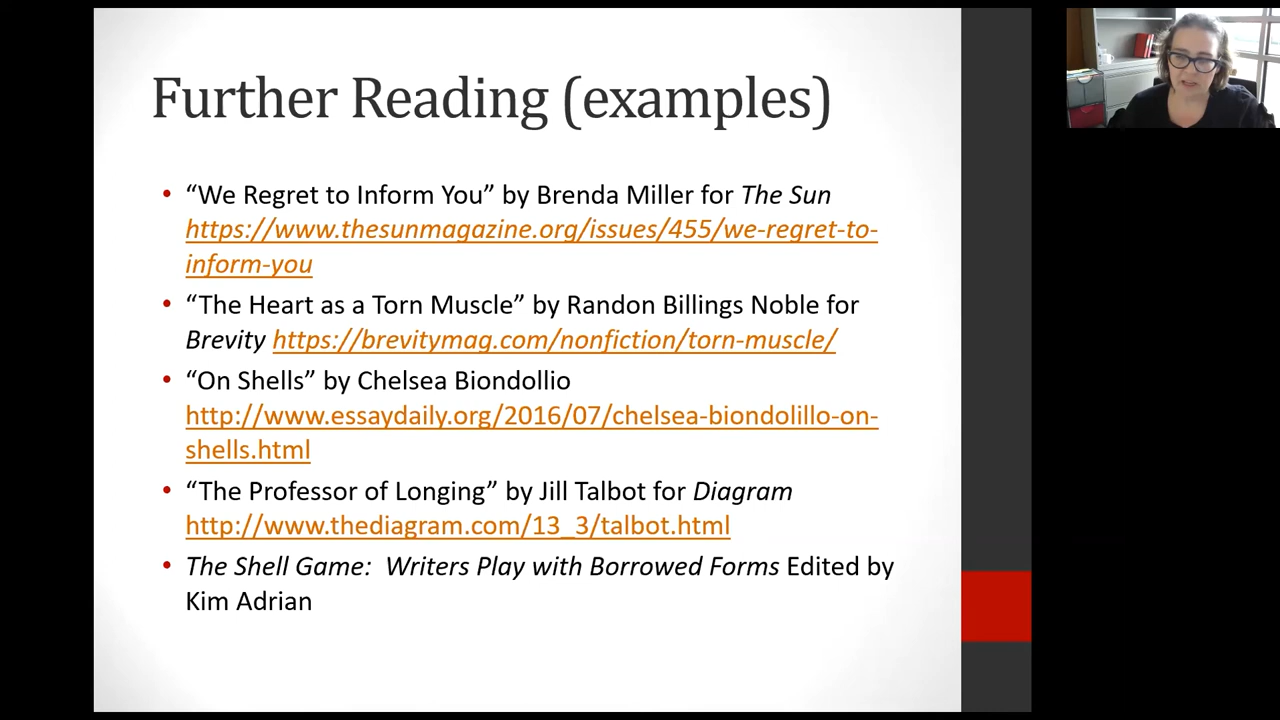 Further Reading (examples)
“We Regret to Inform You” by Brenda Miller for The Sun
https://www.thesunmagazine.org/issues/455/we-regret-to-
inform-you
“The Heart as a Torn Muscle” by Randon Billings Noble for
Brevity https://brevitymag.com/nonfiction/torn-muscle/
“On Shells” by Chelsea Biondollio
http://www.essaydaily.org/2016/07/chelsea-biondolillo-on-
shells.html
“The Professor of Longing” by Jill Talbot for Diagram
http://www.thediagram.com/13_3/talbot.html
The Shell Game:  Writers Play with Borrowed Forms Edited by
Kim Adrian